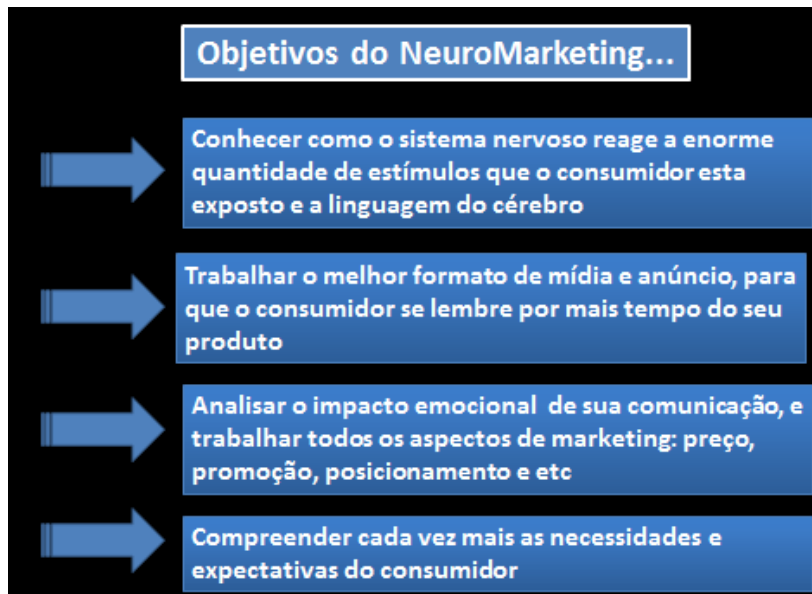 Objetivos do NeuroMarketing...
Conhecer como o sistema nervoso reage a enorme
quantidade de estímulos que o consumidor esta
exposto e a linguagem do cérebro
Trabalhar o melhor formato de mídia e anúncio, para
que o consumidor se lembre por mais tempo do seu
produto
Analisar o impacto emocional de sua comunicação, e
trabalhar todos os aspectos de marketing: preço,
promoção, posicionamento e etc
Compreender cada vez mais as necessidades e
expectativas do consumidor